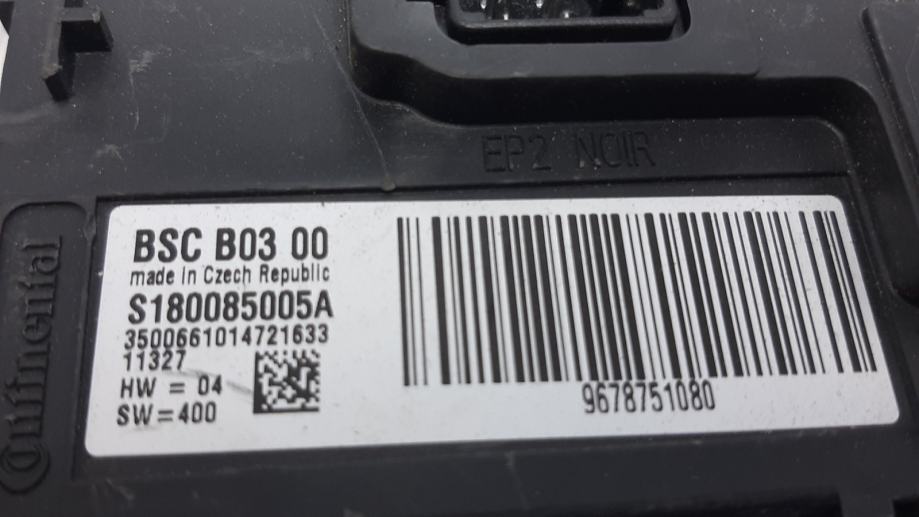 EP2 NOIR
Continental
BSC B03 00
made in Czech Republic
S180085005A
3500661014721633
11327
HW = 04
SW=400
9678751080